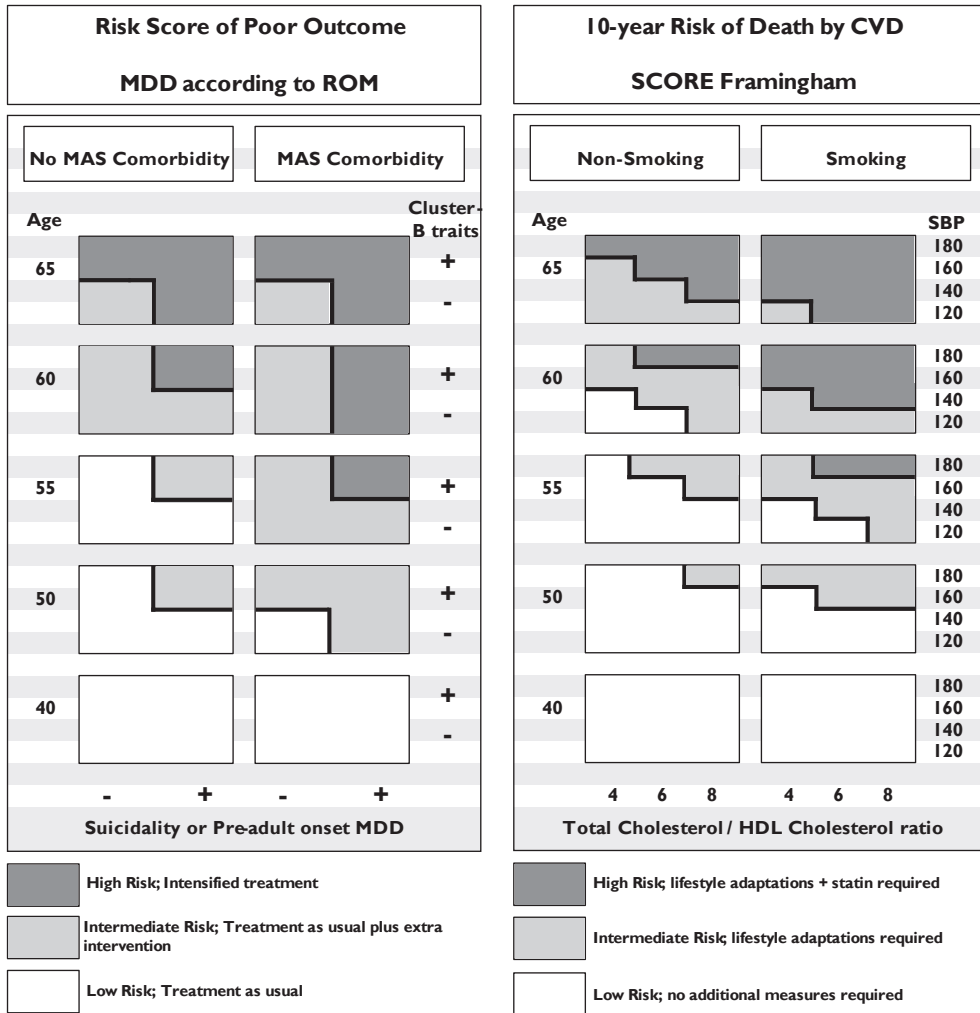 Risk Score of Poor Outcome
MDD according to ROM
No MAS Comorbidity
MAS Comorbidity
Age
Cluster-
B traits
65
+
-
60
+
-
55
+
-
50
+
-
40
+
-
- + - +
Suicidality or Pre-adult onset MDD
High Risk; Intensified treatment
Intermediate Risk; Treatment as usual plus extra
intervention
Low Risk; Treatment as usual
10-year Risk of Death by CVD
SCORE Framingham
Non-Smoking
Smoking
Age
SBP
65
180
160
140
120
60
180
160
140
120
55
180
160
140
120
50
180
160
140
120
40
180
160
140
120
4 6 8 4 6 8
Total Cholesterol / HDL Cholesterol ratio
High Risk; lifestyle adaptations + statin required
Intermediate Risk; lifestyle adaptations required
Low Risk; no additional measures required